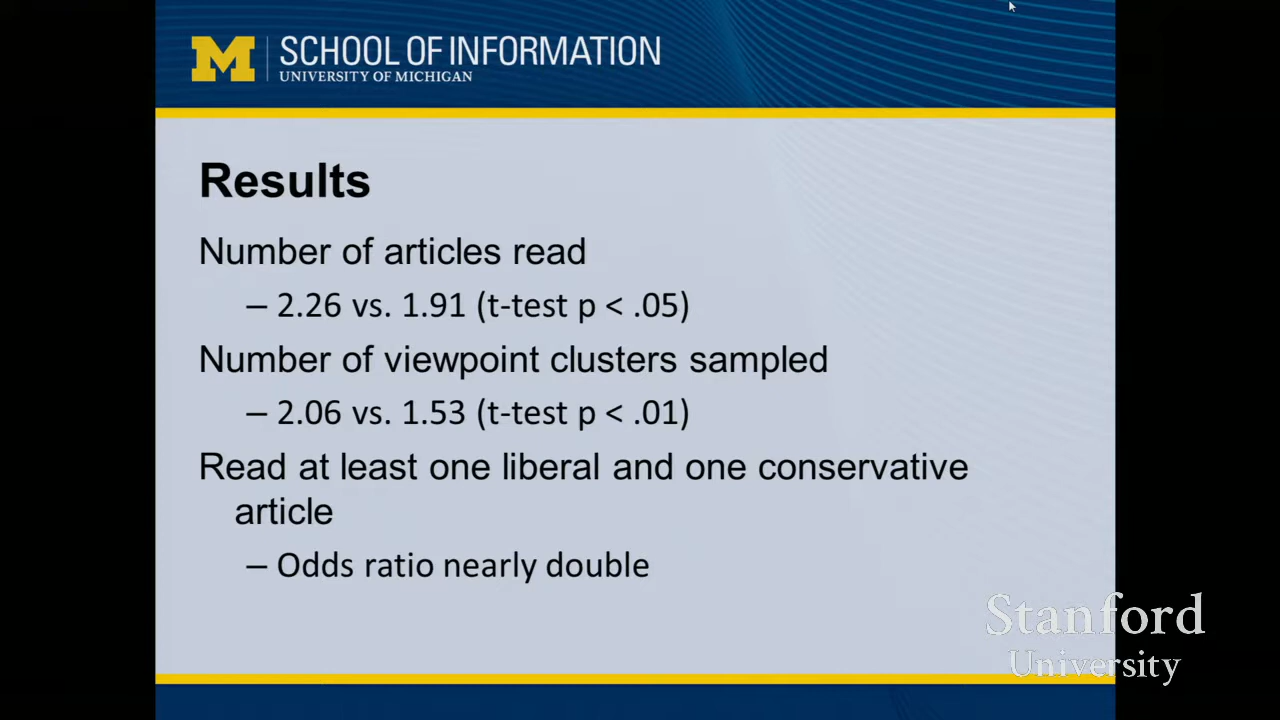 M
SCHOOL OF INFORMATION
UNIVERSITY OF MICHIGAN
Results
Number of articles read
– 2.26 vs. 1.91 (t-test p < .05)
Number of viewpoint clusters sampled
– 2.06 vs. 1.53 (t-test p < .01)
Read at least one liberal and one conservative
article
– Odds ratio nearly double
Stanford
University